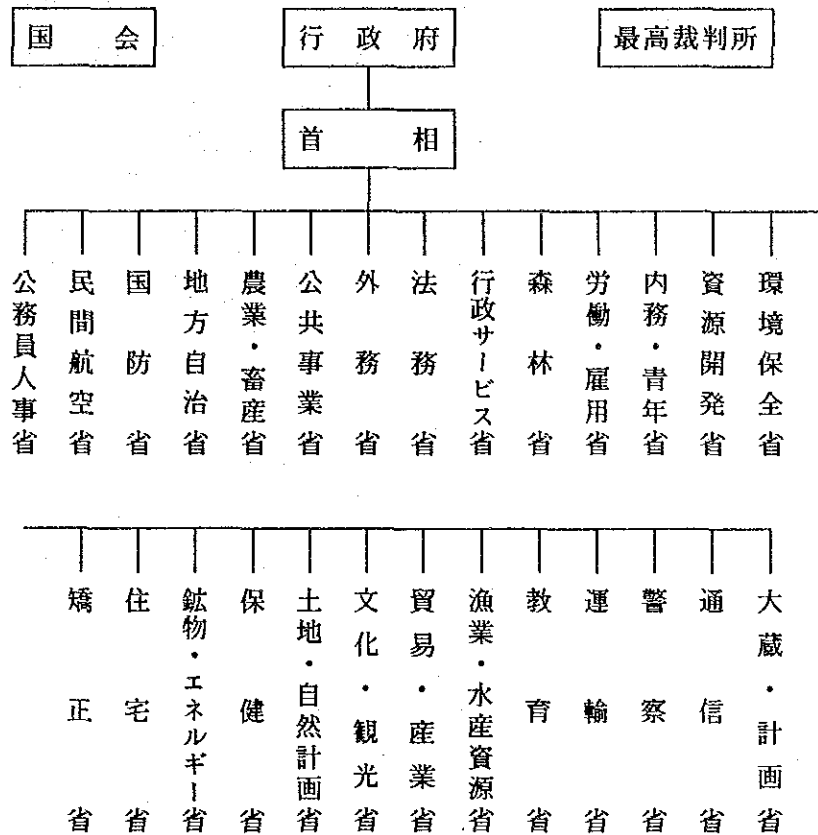 国会
行政府
最高裁判所
首相
公務員人事省
民間航空省
国防省
地方自治省
農業・畜産省
公共事業省
外務省
法務省
行政サービス省
森林省
労働・雇用省
内務・青年省
資源開発省
環境保全省
矯正省
住宅省
鉱物・エネルギー省
保健省
土地・自然計画省
文化・観光省
貿易・産業省
漁業・水産資源省
教育省
運輸省
警察省
通信省
大蔵・計画省